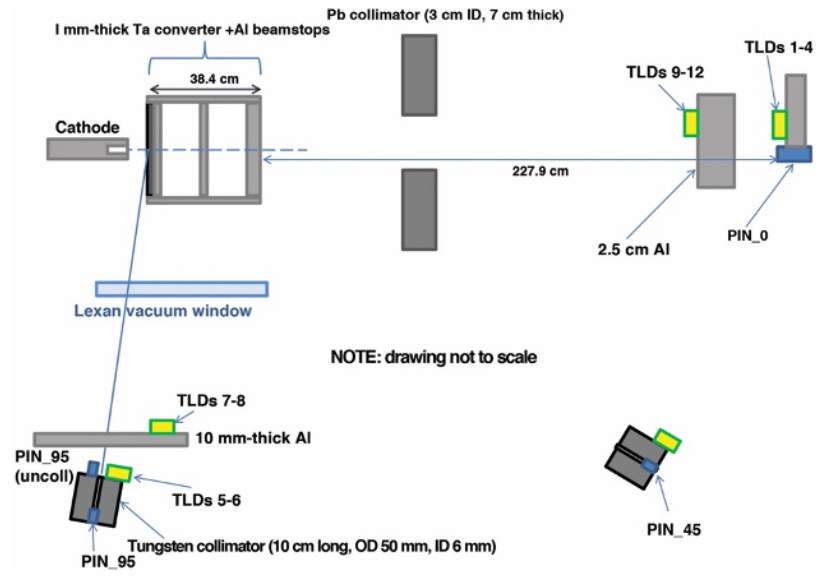 Pb collimator (3 cm ID, 7 cm thick)
I mm-thick Ta converter +Al beamstops
TLDs 1-4
TLDs 9-12
38.4 cm
Cathode
227.9 cm
PIN_0
2.5 cm Al
Lexan vacuum window
NOTE: drawing not to scale
TLDs 7-8
10 mm-thick Al
PIN_95
(uncoll)
TLDs 5-6
PIN_45
Tungsten collimator (10 cm long, OD 50 mm, ID 6 mm)
PIN_95